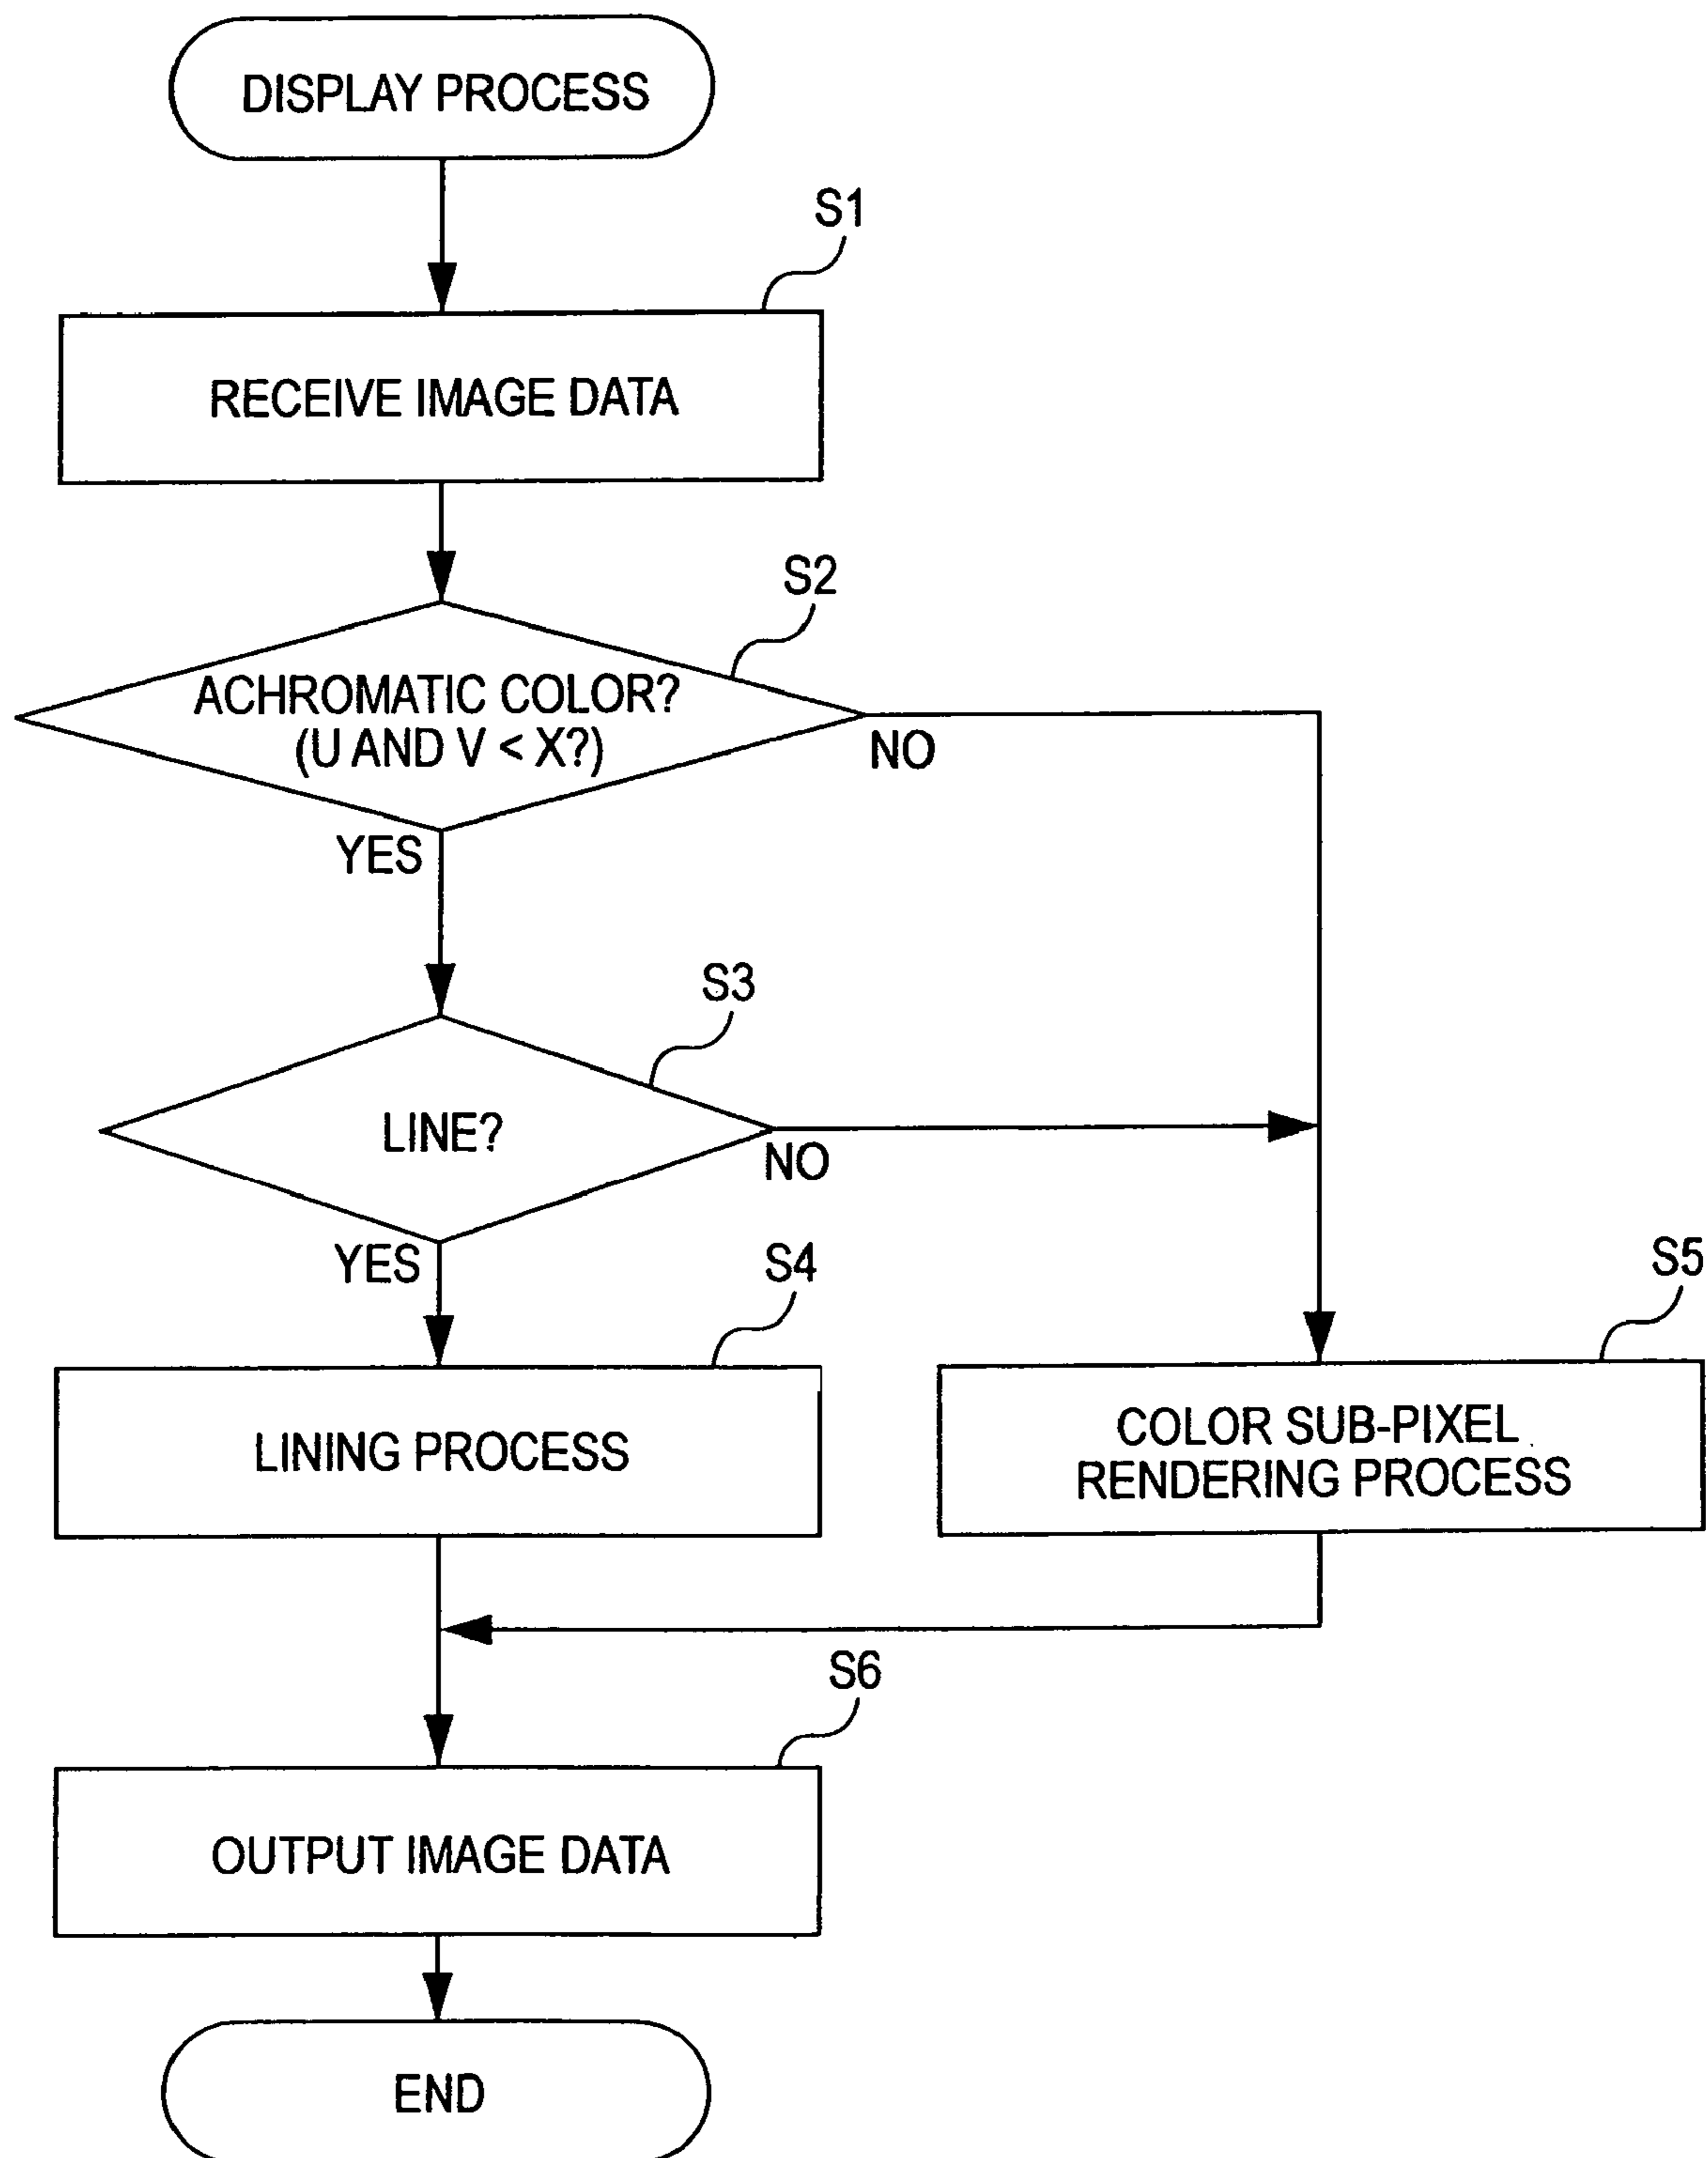 DISPLAY PROCESS
S1
RECEIVE IMAGE DATA
S2
ACHROMATIC COLOR?
(U AND V < X?)
NO
YES
S3
LINE?
NO
YES
S4
S5
LINING PROCESS
COLOR SUB-PIXEL
RENDERING PROCESS
S6
OUTPUT IMAGE DATA
END